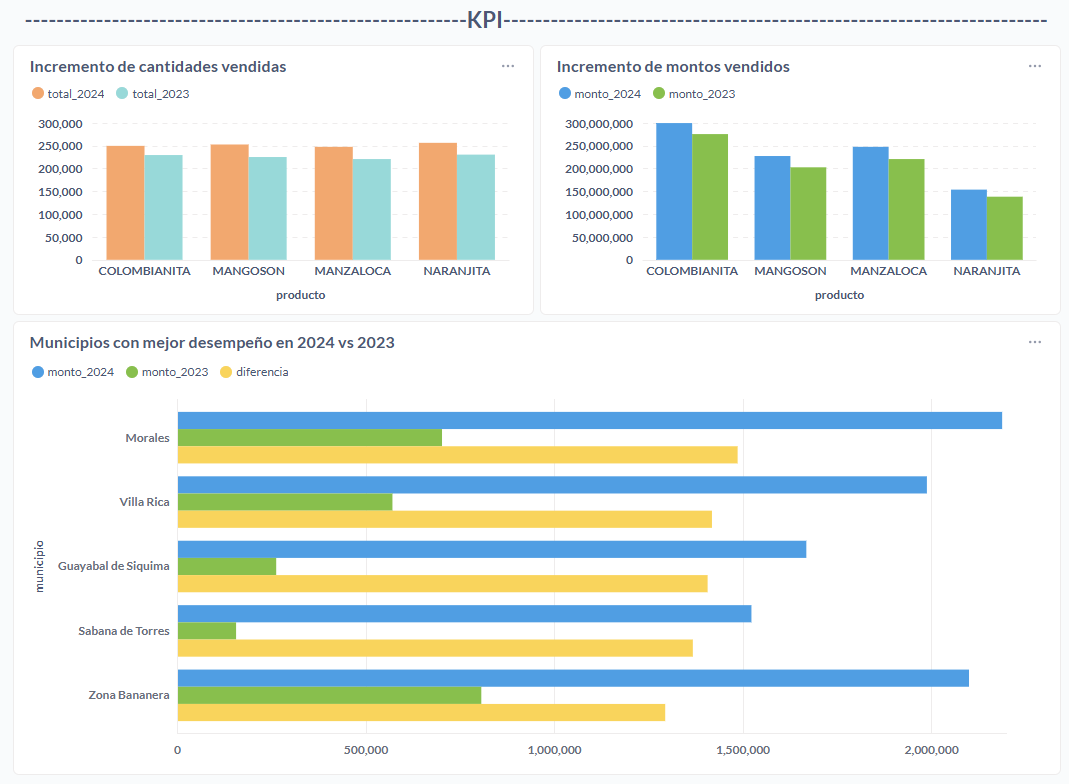 ----------------------------------------------------KPI----------------------------------------------------------------
Incremento de cantidades vendidas
...
total_2024 total_2023
300,000
250,000
200,000
150,000
100,000
50,000
0
COLOMBIANITA MANGOSON MANZALOCA NARANJITA
producto
Incremento de montos vendidos
...
monto_2024 monto_2023
300,000,000
250,000,000
200,000,000
150,000,000
100,000,000
50,000,000
0
COLOMBIANITA MANGOSON MANZALOCA NARANJITA
producto
Municipios con mejor desempeño en 2024 vs 2023
...
monto_2024 monto_2023 diferencia
municipio
Morales
Villa Rica
Guayabal de Siquima
Sabana de Torres
Zona Bananera
0 500,000 1,000,000 1,500,000 2,000,000